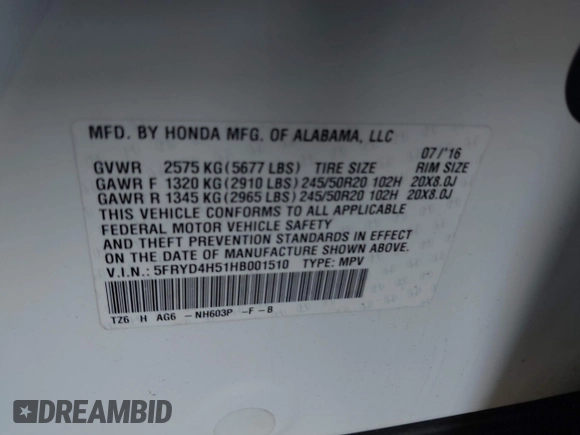 MFD. BY HONDA MFG. OF ALABAMA, LLC
07/'16
GVWR 2575 KG(5677 LBS) TIRE SIZE RIM SIZE
GAWR F 1320 KG(2910 LBS)245/50R20 102H 20X8.0J
GAWR R 1345 KG(2965 LBS)245/50R20 102H 20X8.0J
THIS VEHICLE CONFORMS TO ALL APPLICABLE
FEDERAL MOTOR VEHICLE SAFETY
AND THEFT PREVENTION STANDARDS IN EFFECT
ON THE DATE OF MANUFACTURE SHOWN ABOVE.
V.I.N.: 5FRYD4H51HB001510 TYPE: MPV
TZ6 H AG6 -NH603P -F-B
DREAMBID